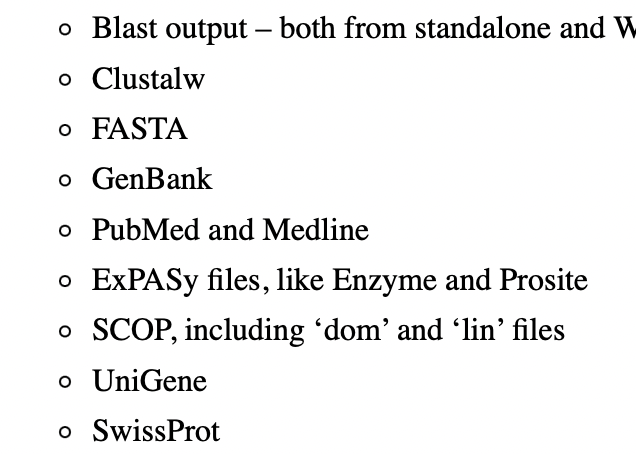 Blast output – both from standalone and
Clustalw
FASTA
GenBank
PubMed and Medline
ExPASy files, like Enzyme and Prosite
SCOP, including ‘dom’ and ‘lin’ files
UniGene
SwissProt